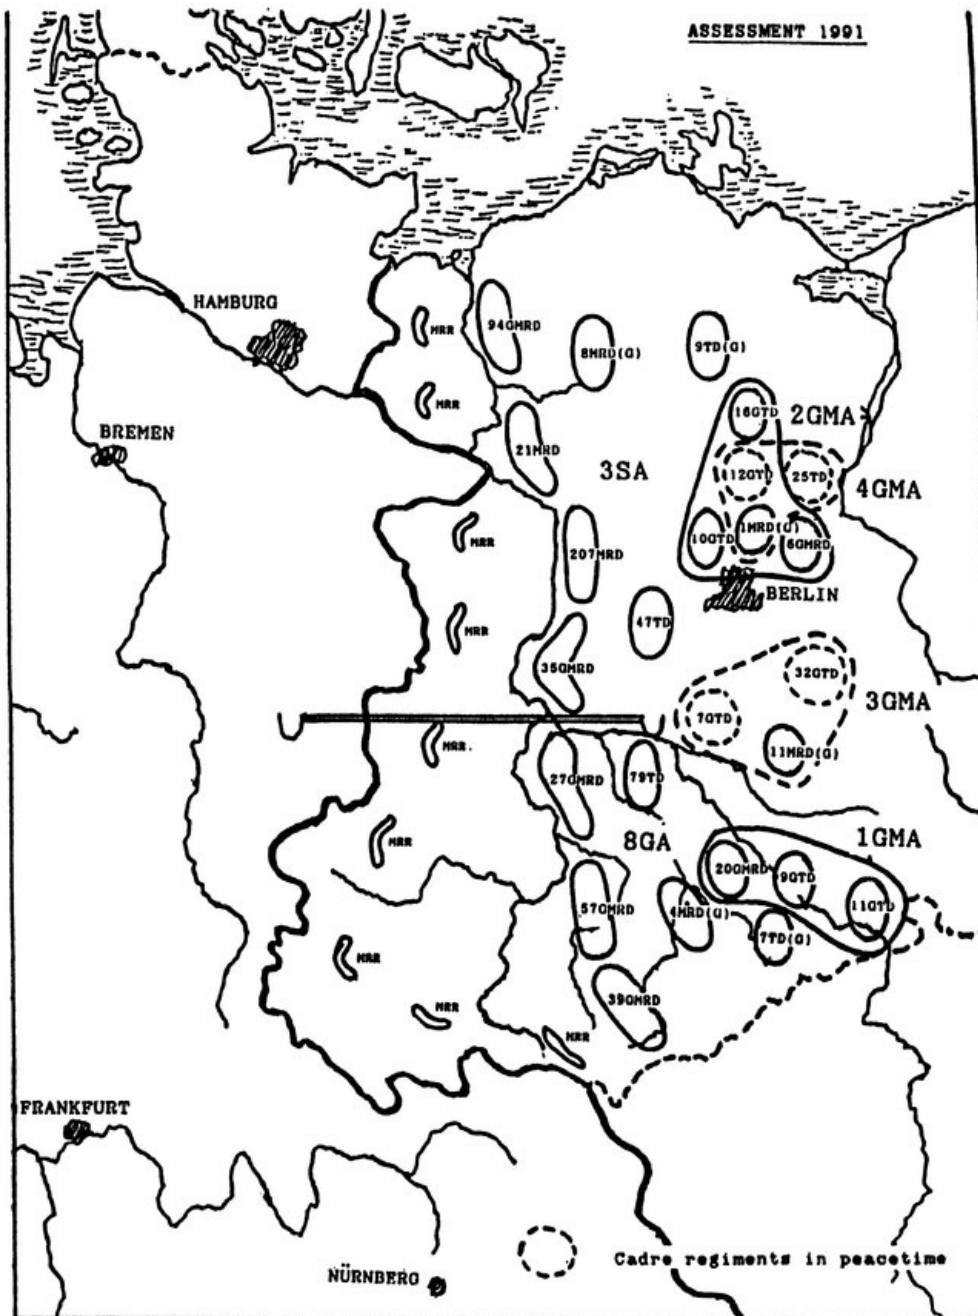 ASSESSMENT 1991
HAMBURG
MRR
94GMRD
8MRD(G)
9TD(G)
MRR
16GTD
2GMA
BREMEN
21MRD
3SA
12GTD
25TD
4GMA
MRR
207MRD
10GTD
1MRD(G)
6GMRD
BERLIN
MRR
47TD
35GMRD
32GTD
3GMA
7GTD
MRR.
11MRD(G)
27GMRD
79TD
MRR
8GA
1GMA
20GMRD
9GTD
57GMRD
4MRD(G)
11GTD
7TD(G)
MRR
39GMRD
MRR
MRR
FRANKFURT
Cadre regiments in peacetime
NÜRNBERG